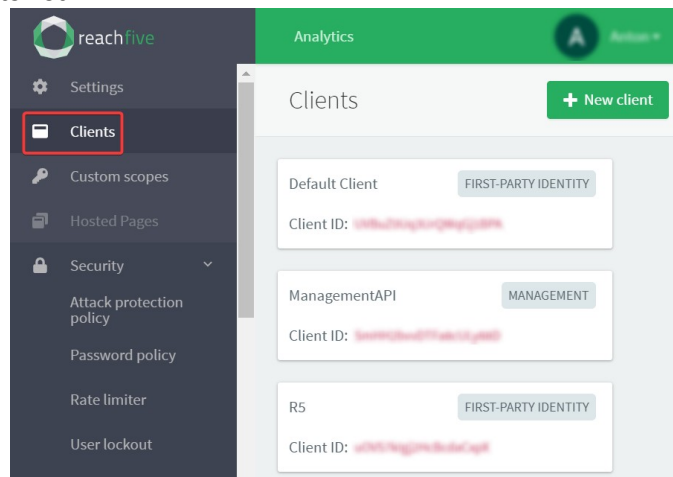 reachfive
Analytics
A
Settings
Clients
Custom scopes
Hosted Pages
Security
Attack protection
policy
Password policy
Rate limiter
User lockout
Clients
New client
Default Client
FIRST-PARTY IDENTITY
Client ID:
ManagementAPI
MANAGEMENT
Client ID:
R5
FIRST-PARTY IDENTITY
Client ID: